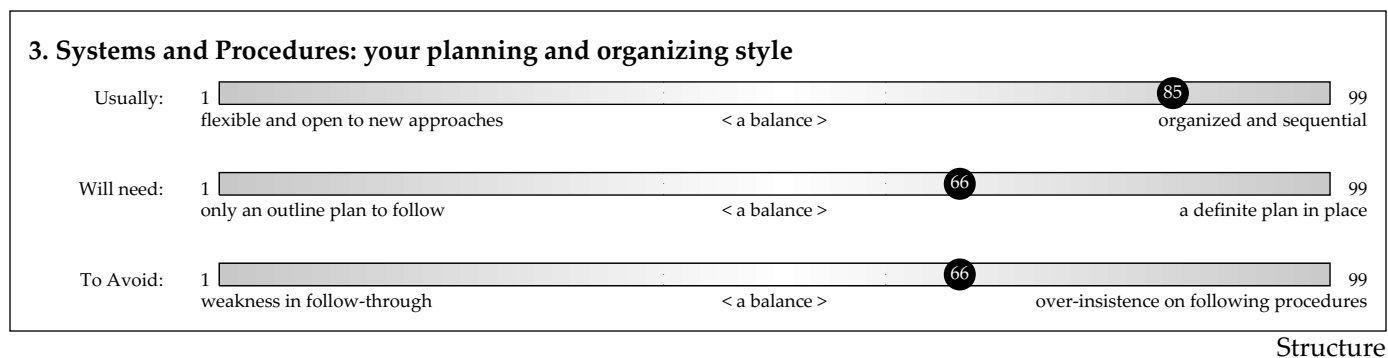 3. Systems and Procedures: your planning and organizing style
Usually: 1 85 99
flexible and open to new approaches < a balance > organized and sequential
Will need: 1 66 99
only an outline plan to follow < a balance > a definite plan in place
To Avoid: 1 66 99
weakness in follow-through < a balance > over-insistence on following procedures
Structure